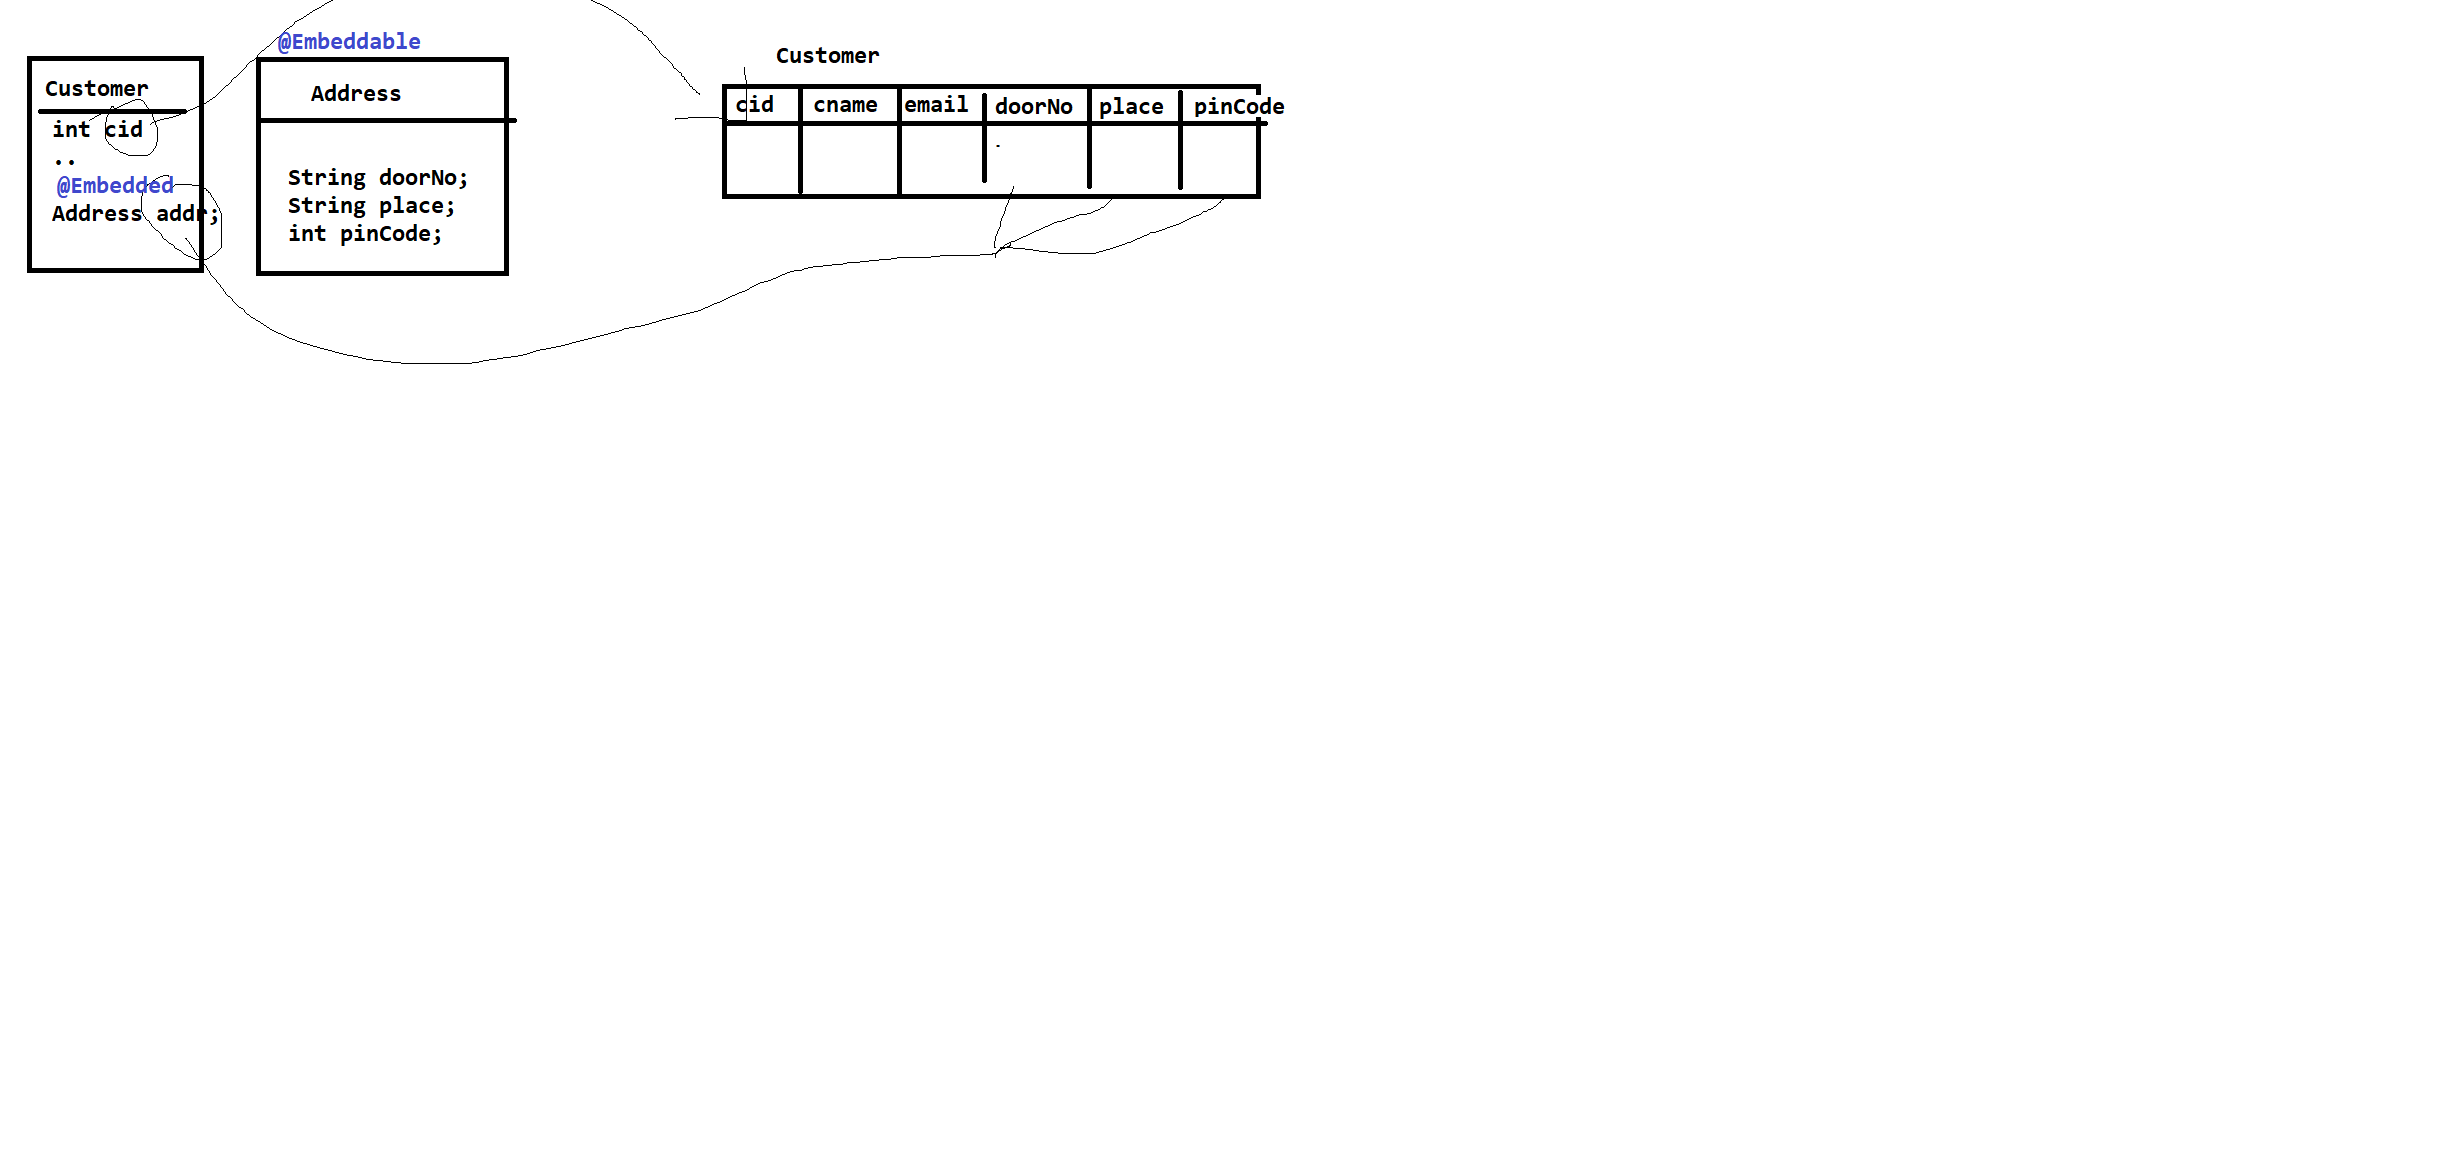 Customer
int cid
..
@Embedded
Address addr;
@Embeddable
Address
String doorNo;
String place;
int pinCode;
Customer
cid cname email doorNo place pinCode